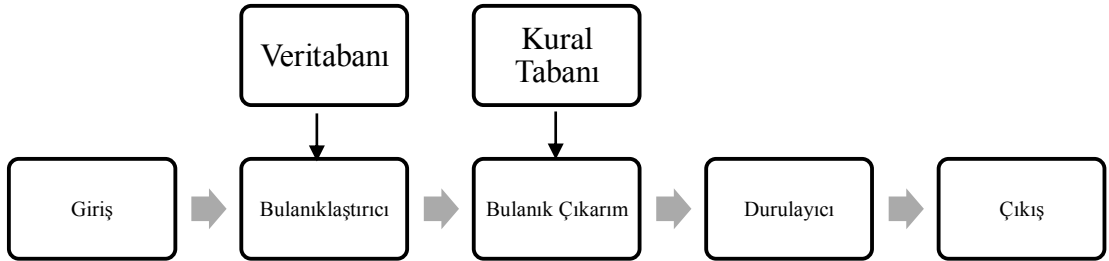 Veritabanı
Kural
Tabanı
Giriş
Bulanıklaştırıcı
Bulanık Çıkarım
Durulayıcı
Çıkış